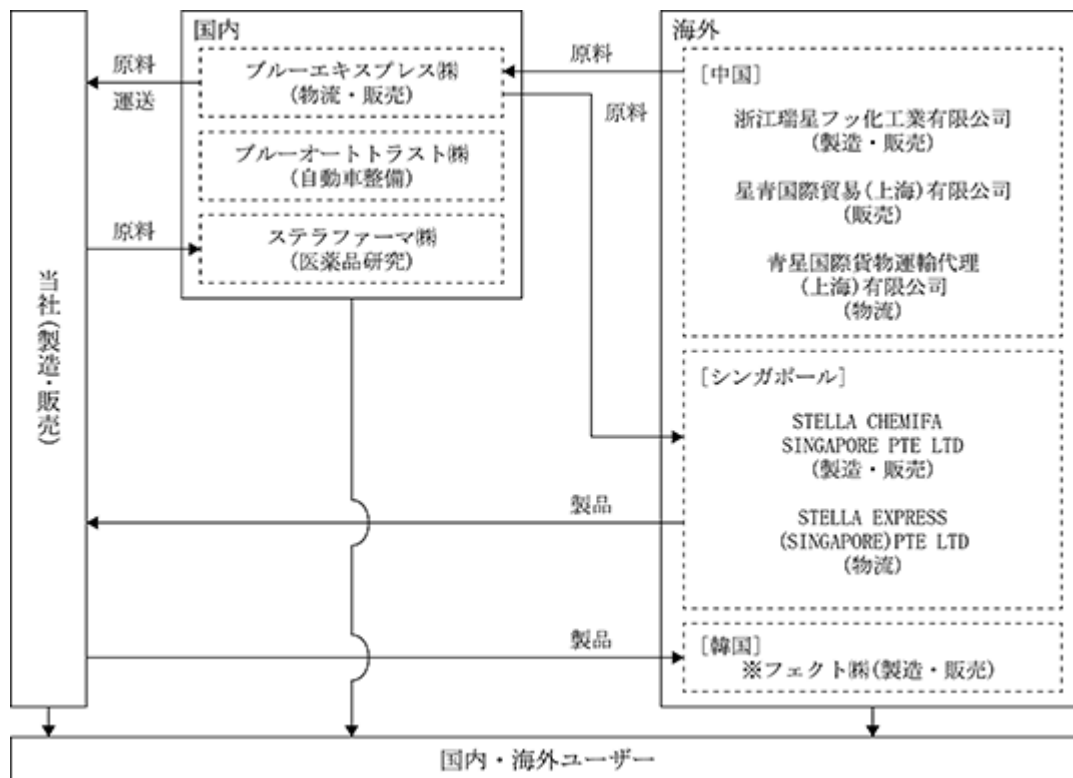 国内
ブルーエキスプレス㈱
(物流・販売)
ブルーオートトラスト㈱
(自動車整備)
ステラファーマ㈱
(医薬品研究)
海外
[中国]
浙江瑞星フッ化工業有限公司
(製造・販売)
星青国際貿易(上海)有限公司
(販売)
青星国際貨物運輸代理
(上海)有限公司
(物流)
[シンガポール]
STELLA CHEMIFA
SINGAPORE PTE LTD
(製造・販売)
STELLA EXPRESS
(SINGAPORE)PTE LTD
(物流)
[韓国]
※フェクト㈱(製造・販売)
原料
運送
原料
原料
原料
製品
製品
当社(製造・販売)
国内・海外ユーザー